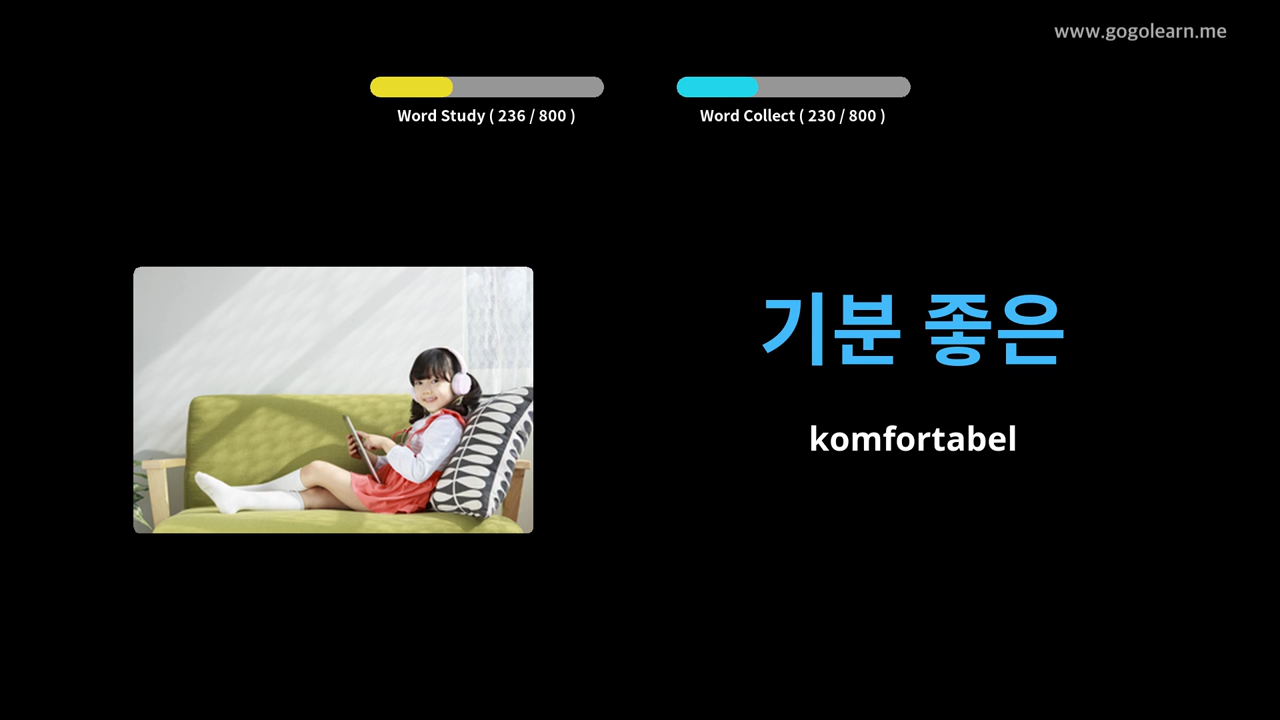 www.gogolearn.me
Word Study ( 236 / 800 )
Word Collect ( 230 / 800 )
기분 좋은
komfortabel